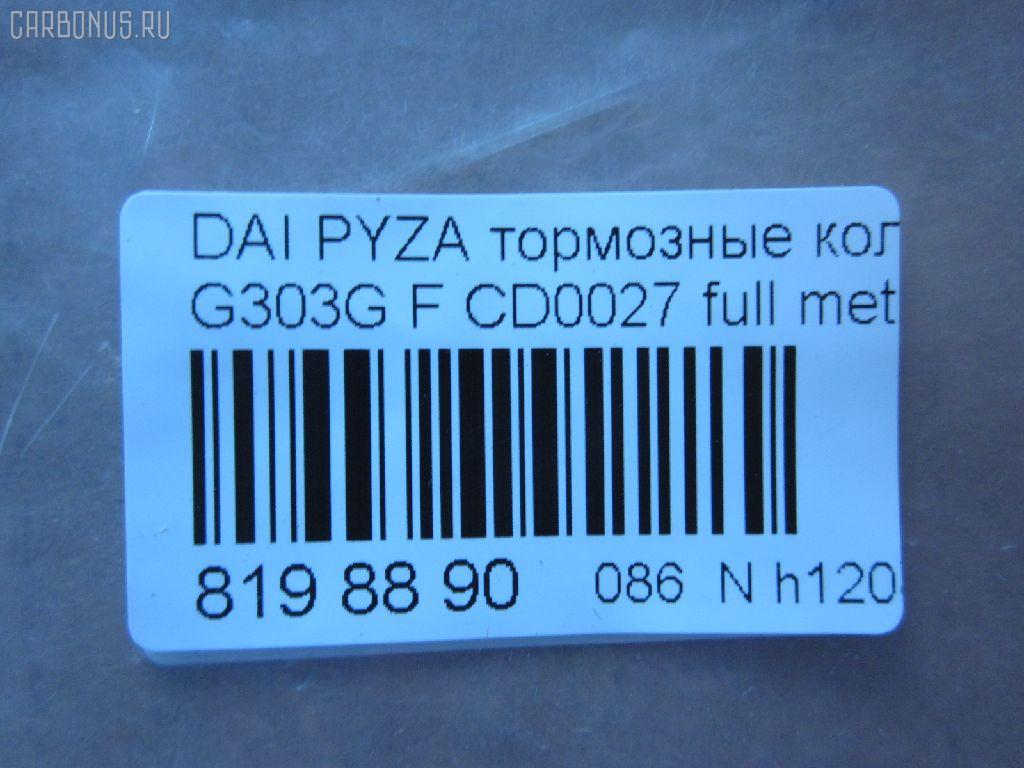 CARBONUS.RU
DAI PYZA тормозные кол
G303G F CD0027 full met
819 88 90 086 N h120